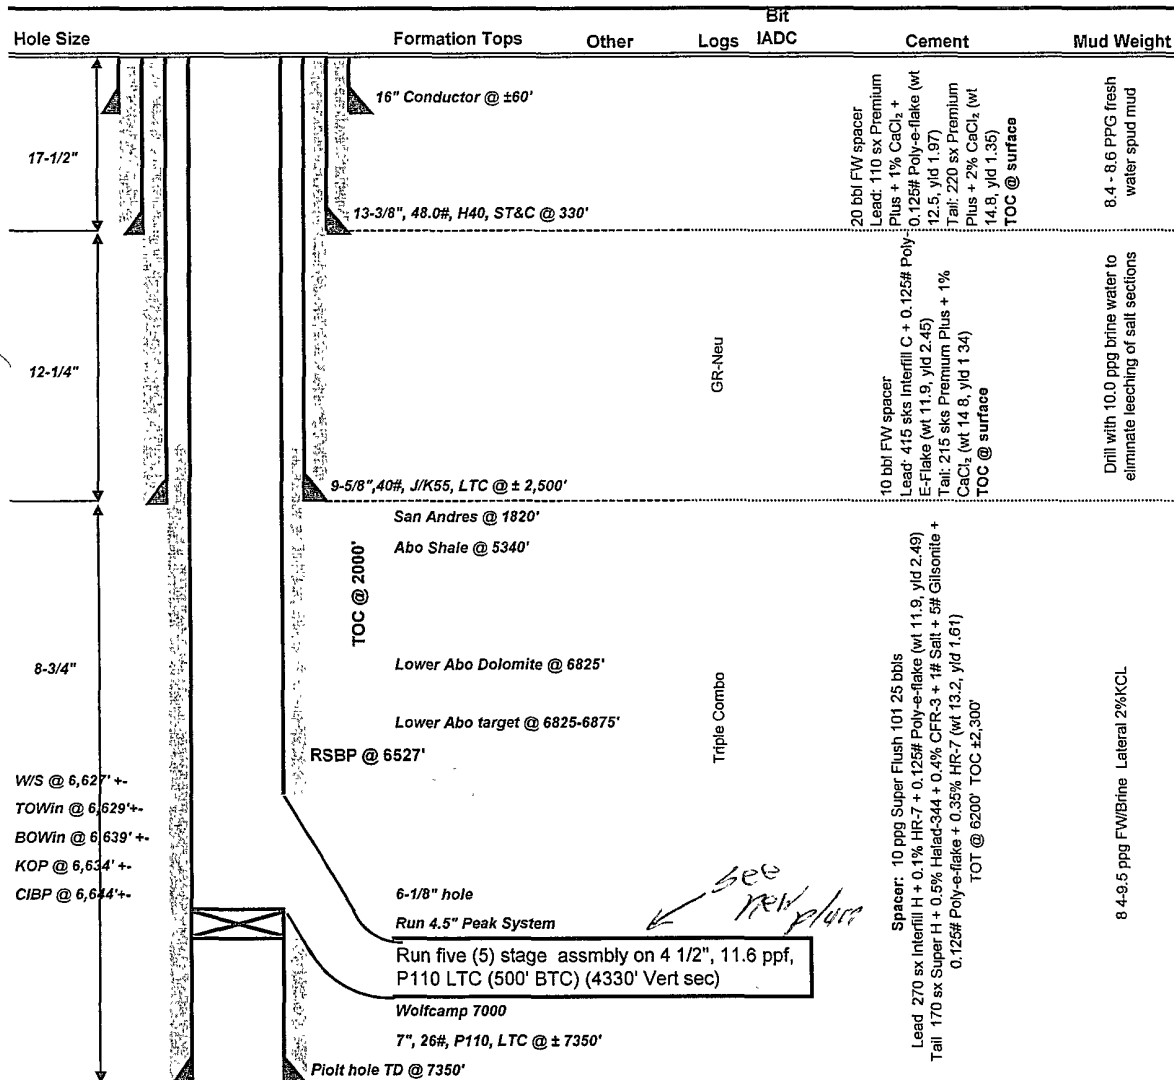 Hole Size
Formation Tops
Other
Logs
Bit
IADC
Cement
Mud Weight
17-1/2"
16" Conductor @ ±60'
13-3/8", 48.0#, H40, ST&C @ 330'
20 bbl FW spacer
Lead: 110 sx Premium
Plus + 1% CaCl₂ +
0.125# Poly-e-flake (wt
12.5, yld 1.97)
Tail: 220 sx Premium
Plus + 2% CaCl₂ (wt
14.8, yld 1.35)
TOC @ surface
8.4 - 8.6 PPG fresh
water spud mud
12-1/4"
9-5/8",40#, J/K55, LTC @ ± 2,500'
GR-Neu
10 bbl FW spacer
Lead' 415 sks Interfill C + 0.125# Poly-
E-Flake (wt 11.9, yld 2.45)
Tail: 215 sks Premium Plus + 1%
CaCl₂ (wt 14 8, yld 1 34)
TOC @ surface
Drill with 10.0 ppg brine water to
eliminate leeching of salt sections
8-3/4"
San Andres @ 1820'
Abo Shale @ 5340'
TOC @ 2000'
Lower Abo Dolomite @ 6825'
Lower Abo target @ 6825-6875'
RSBP @ 6527'
Triple Combo
W/S @ 6,627' +-
TOWin @ 6,629'+-
BOWin @ 6,639' +-
KOP @ 6,634' +-
CIBP @ 6,644'+-
6-1/8" hole
Run 4.5" Peak System
see
new plan
Run five (5) stage assmbly on 4 1/2", 11.6 ppf,
P110 LTC (500' BTC) (4330' Vert sec)
Wolfcamp 7000
7", 26#, P110, LTC @ ± 7350'
Piolt hole TD @ 7350'
Spacer: 10 ppg Super Flush 101 25 bbls
Lead 270 sx Interfill H + 0.1% HR-7 + 0.125# Poly-e-flake (wt 11.9, yld 2.49)
Tail 170 sx Super H + 0.5% Halad-344 + 0.4% CFR-3 + 1# Salt + 5# Gilsonite +
0.125# Poly-e-flake + 0.35% HR-7 (wt 13.2, yld 1.61)
TOT @ 6200' TOC ±2,300'
8 4-9.5 ppg FW/Brine Lateral 2%KCL